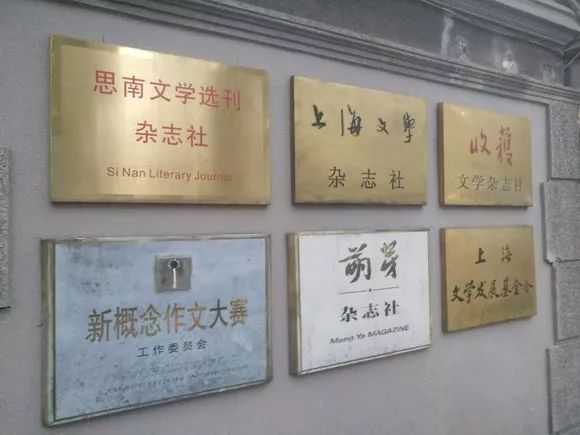 思南文学选刊
杂志社
Si Nan Literary Journal
上海文學
杂志社
收穫
文学杂志社
新概念作文大赛
工作委员会
COMPETITION WORKSHOP
萌芽
杂志社
Meng Ya MAGAZINE
上海
文学发展基金会